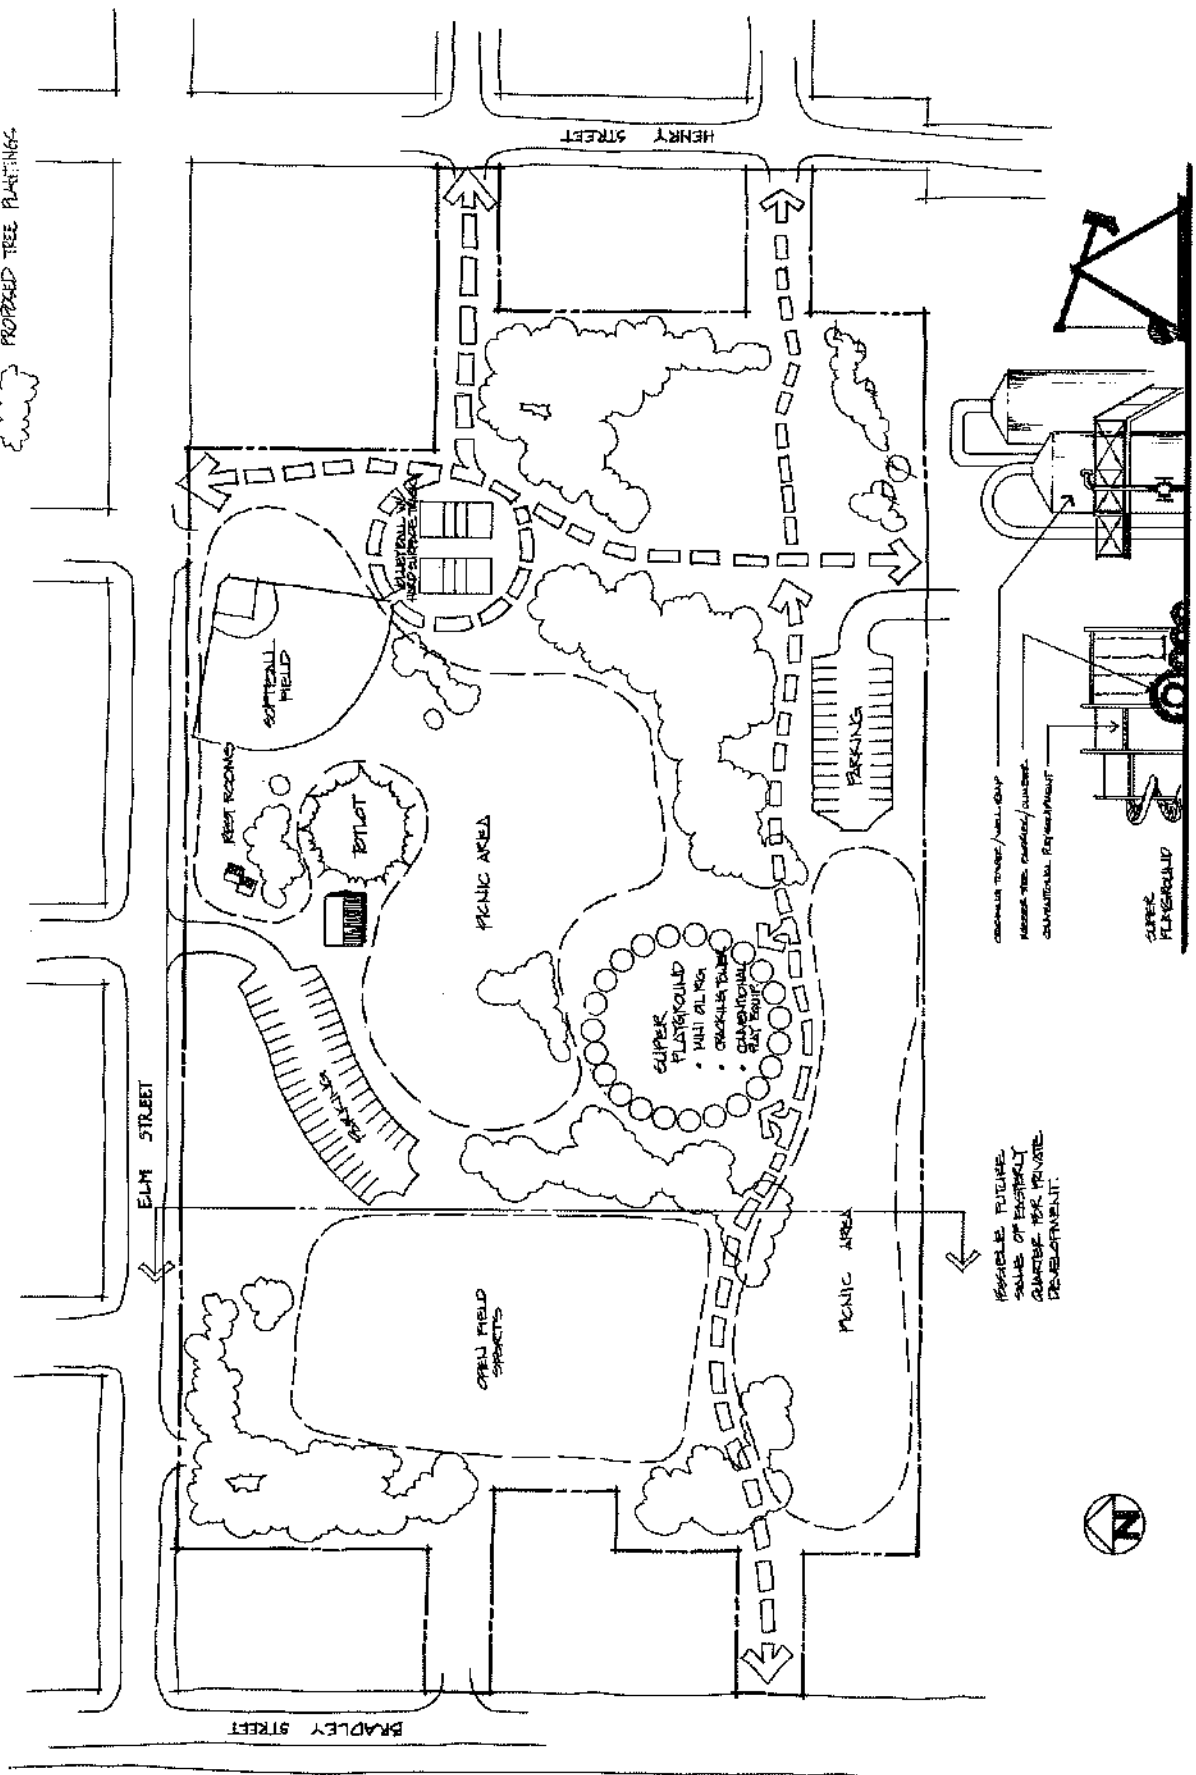 PROPOSED TREE PLANTINGS
HENRY STREET
ELM STREET
BRADLEY STREET
VOLLEYBALL W/
HARD SURFACE
SOFTBALL
FIELD
REST ROOMS
TOTLOT
PICNIC AREA
PARKING
SUPER
PLAYGROUND
• MINI OIL RIG
• CRACKING TOWER
• CONVENTIONAL
PLAY EQUIP.
PARKING
OPEN FIELD
SPORTS
PICNIC AREA
POSSIBLE FUTURE
SALE OF EASTERLY
QUARTER FOR PRIVATE
DEVELOPMENT.
N
CONVENTIONAL
SUPER
PLAYGROUND